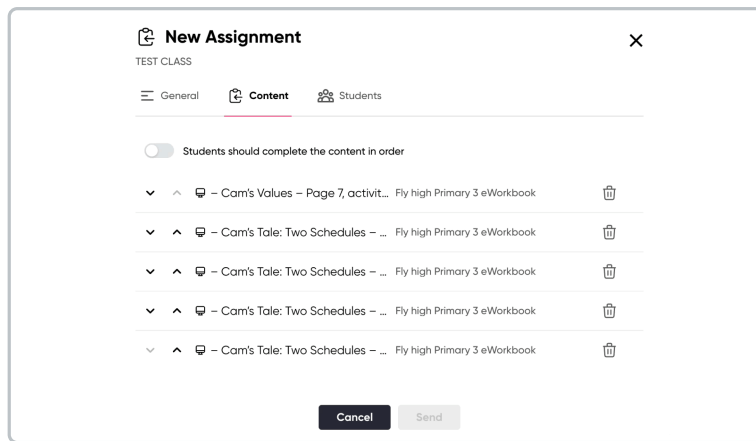 New Assignment
TEST CLASS
General Content Students
Students should complete the content in order
– Cam's Values – Page 7, activit... Fly high Primary 3 eWorkbook
– Cam's Tale: Two Schedules – ... Fly high Primary 3 eWorkbook
– Cam's Tale: Two Schedules – ... Fly high Primary 3 eWorkbook
– Cam's Tale: Two Schedules – ... Fly high Primary 3 eWorkbook
– Cam's Tale: Two Schedules – ... Fly high Primary 3 eWorkbook
Cancel Send